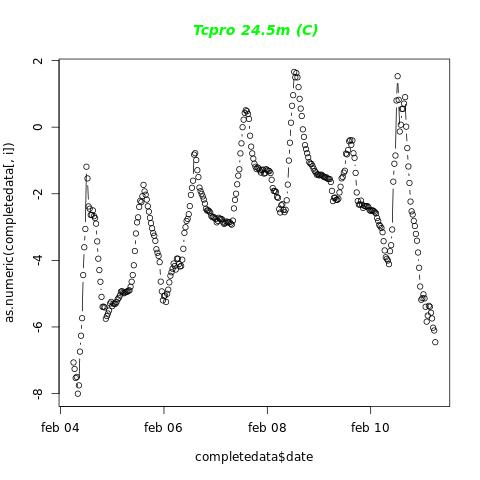 Tcpro 24.5m (C)
as.numeric(completedata[, i])
2
0
-2
-4
-6
-8
feb 04
feb 06
feb 08
feb 10
completedata$date